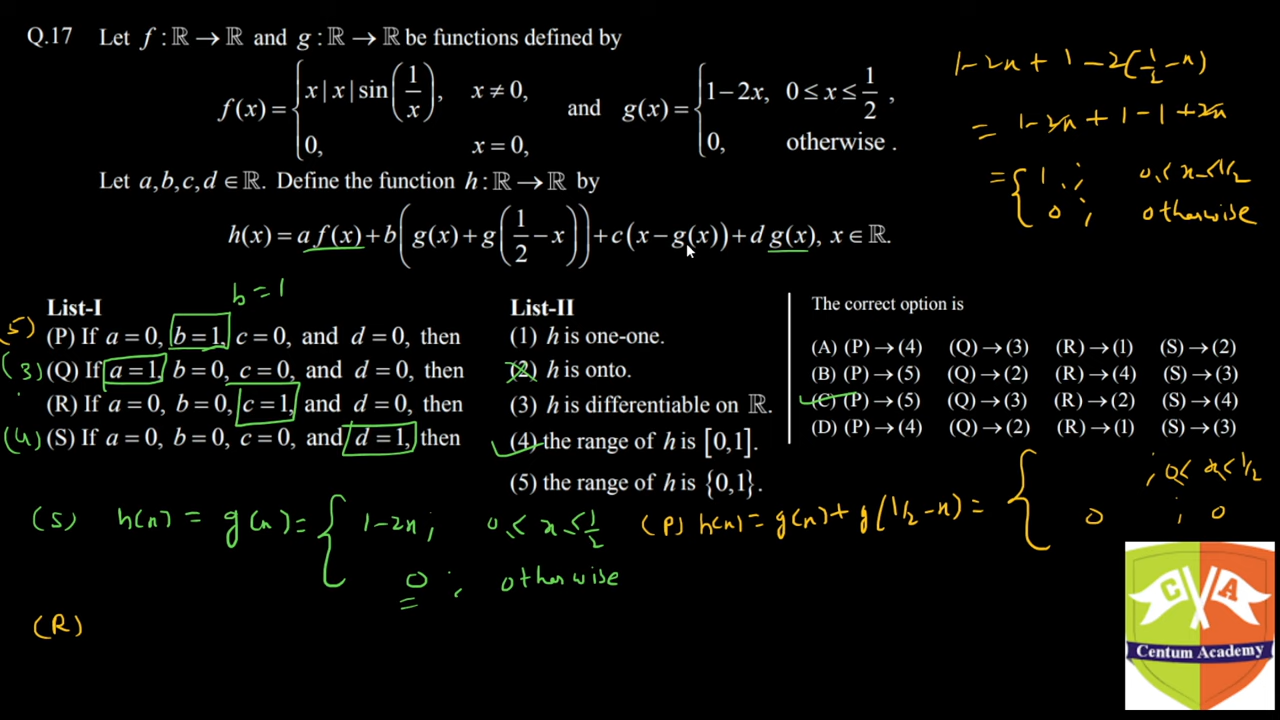 Q.17 Let f : ℝ → ℝ and g : ℝ → ℝ be functions defined by
f(x) = { x | x | sin(1/x), x ≠ 0, 0, x = 0, and g(x) = { 1 − 2x, 0 ≤ x ≤ 1/2, 0, otherwise .
Let a, b, c, d ∈ ℝ. Define the function h : ℝ → ℝ by
h(x) = a f(x) + b( g(x) + g(1/2 − x) ) + c(x − g(x)) + d g(x), x ∈ ℝ.
1 − 2x + 1 − 2(1/2 − x)
= 1 − 2x + 1 − 1 + 2x
= { 1 ; 0 ≤ x ≤ 1/2
0 ; otherwise
b = 1
List-I
(5) (P) If a = 0, b = 1, c = 0, and d = 0, then
(3) (Q) If a = 1, b = 0, c = 0, and d = 0, then
(R) If a = 0, b = 0, c = 1, and d = 0, then
(4) (S) If a = 0, b = 0, c = 0, and d = 1, then
List-II
(1) h is one-one.
(2) h is onto.
(3) h is differentiable on ℝ.
(4) the range of h is [0,1].
(5) the range of h is {0,1}.
The correct option is
(A) (P) → (4) (Q) → (3) (R) → (1) (S) → (2)
(B) (P) → (5) (Q) → (2) (R) → (4) (S) → (3)
(C) (P) → (5) (Q) → (3) (R) → (2) (S) → (4)
(D) (P) → (4) (Q) → (2) (R) → (1) (S) → (3)
(S) h(x) = g(x) = { 1 − 2x ; 0 ≤ x ≤ 1/2
0 ; otherwise
(P) h(x) = g(x) + g(1/2 − x) = { ; 0 ≤ x ≤ 1/2
0 ; 0
(R)
C A
Centum Academy